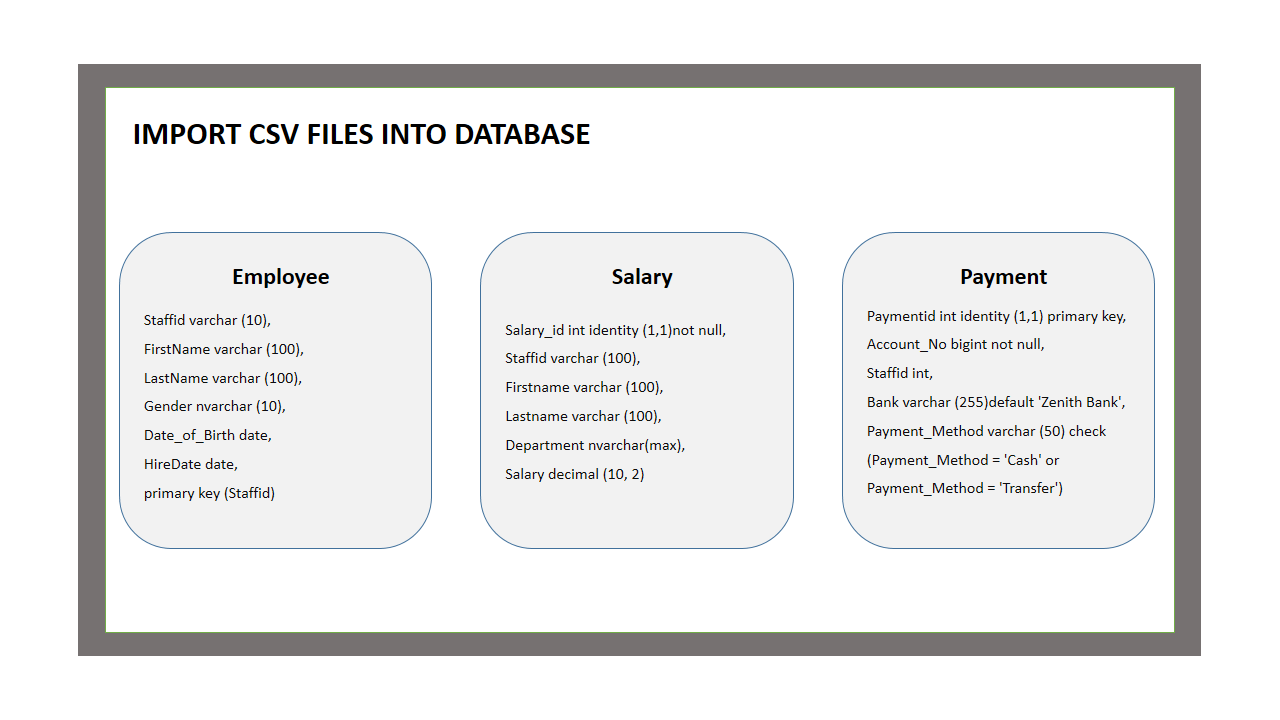 IMPORT CSV FILES INTO DATABASE
Employee
Staffid varchar (10),
FirstName varchar (100),
LastName varchar (100),
Gender nvarchar (10),
Date_of_Birth date,
HireDate date,
primary key (Staffid)
Salary
Salary_id int identity (1,1)not null,
Staffid varchar (100),
Firstname varchar (100),
Lastname varchar (100),
Department nvarchar(max),
Salary decimal (10, 2)
Payment
Paymentid int identity (1,1) primary key,
Account_No bigint not null,
Staffid int,
Bank varchar (255)default 'Zenith Bank',
Payment_Method varchar (50) check
(Payment_Method = 'Cash' or
Payment_Method = 'Transfer')